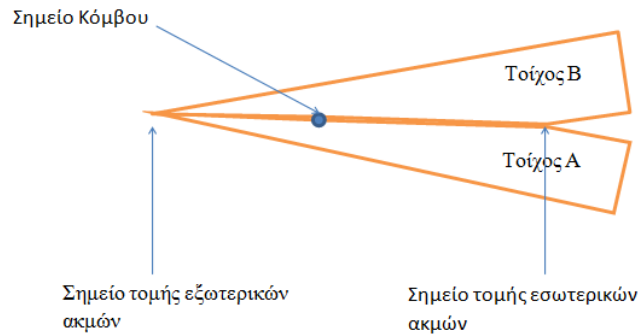 Σημείο Κόμβου
Τοίχος Β
Τοίχος Α
Σημείο τομής εξωτερικών
ακμών
Σημείο τομής εσωτερικών
ακμών